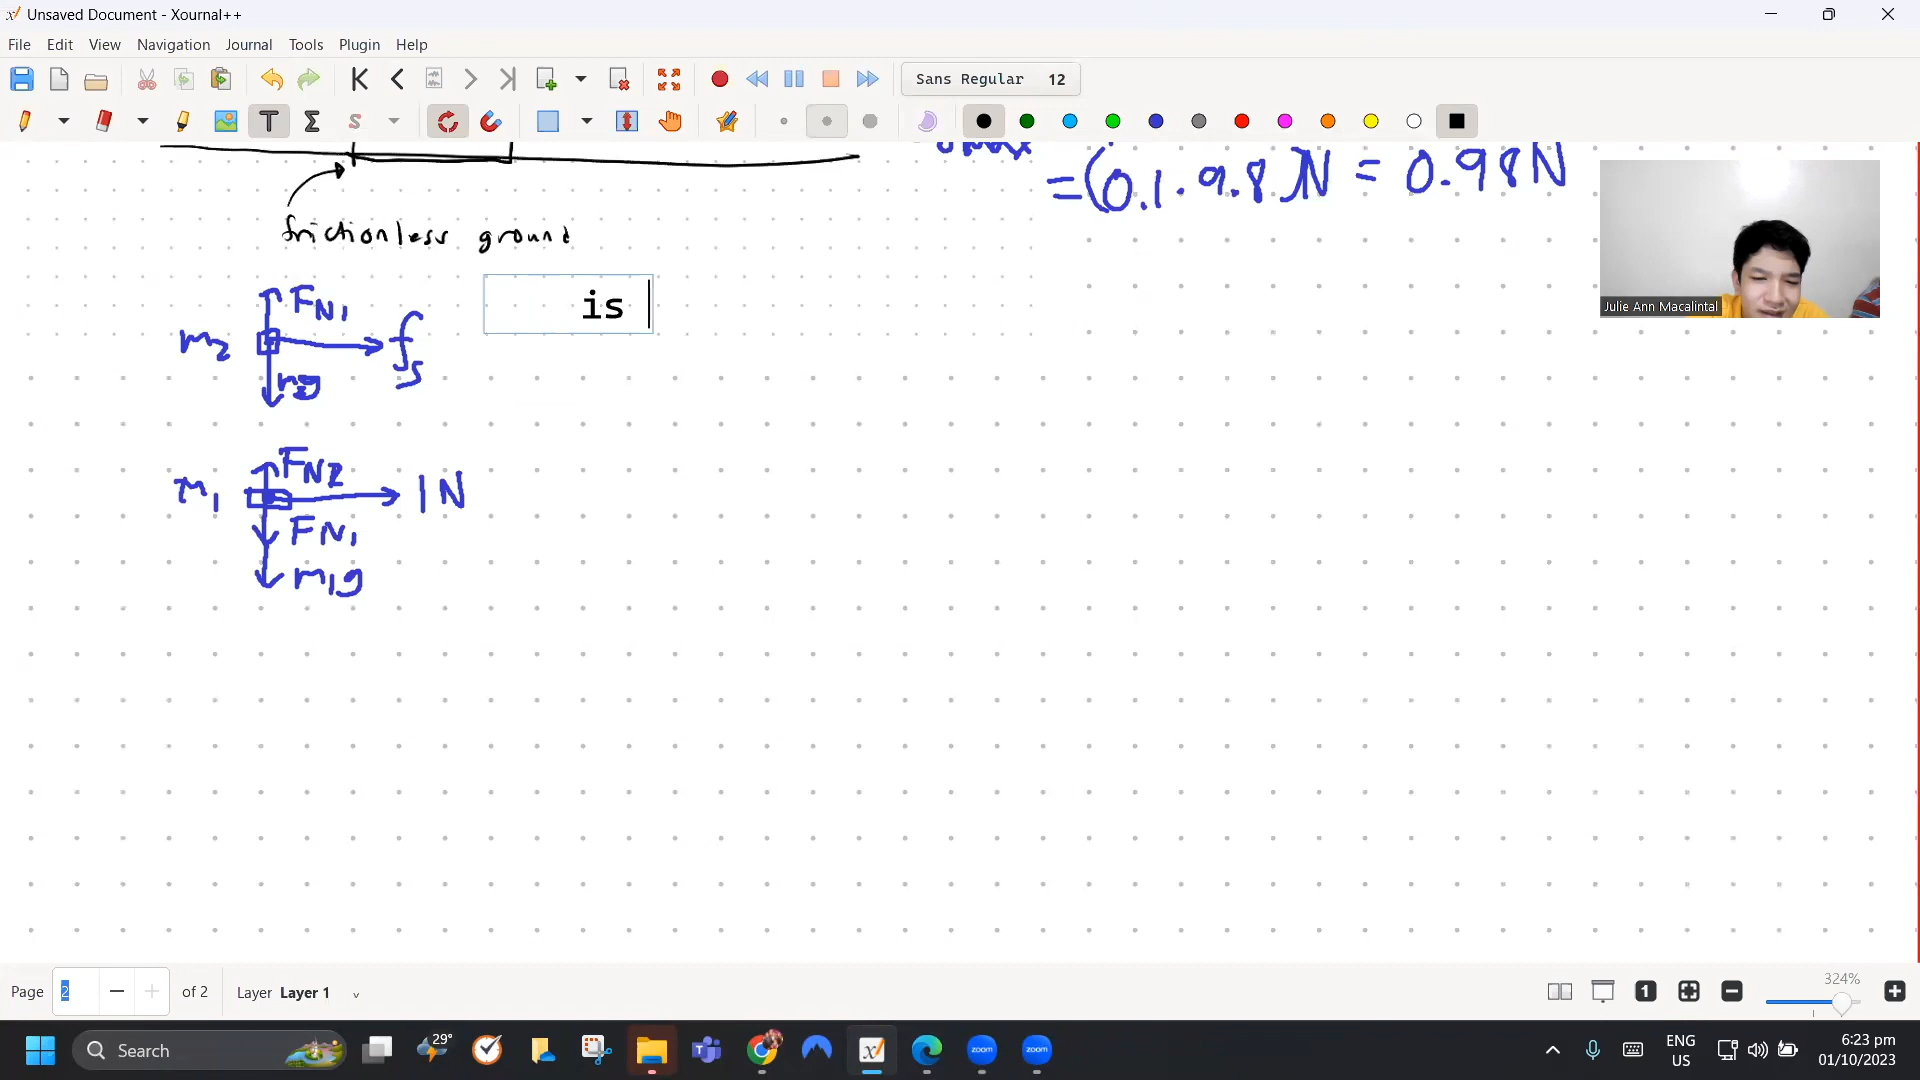 Unsaved Document - Xournal++
File Edit View Navigation Journal Tools Plugin Help
Sans Regular 12
T Σ S
=(0.1 . 9.8)N = 0.98N
frictionless ground
is
FN1
m2
fs
m2g
FN2
m1
1N
FN1
m1g
Julie Ann Macalintal
Page 2 of 2 Layer Layer 1
324%
Search
29°
zoom
zoom
ENG
US
6:23 pm
01/10/2023